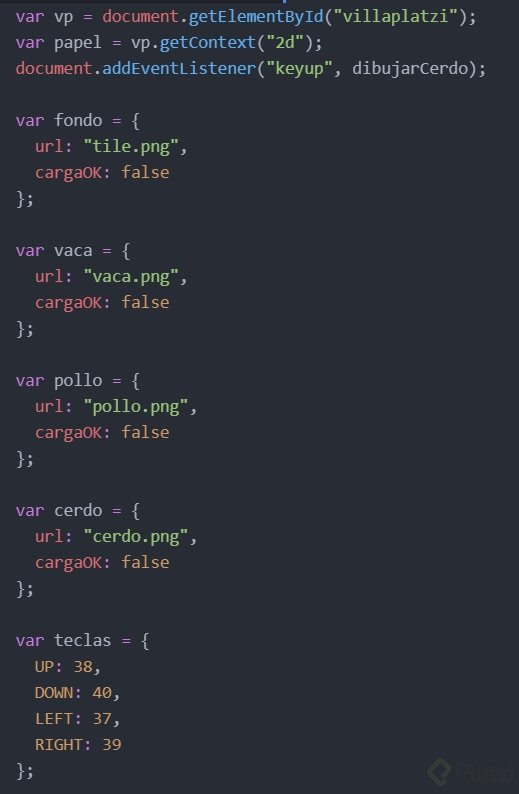 var vp = document.getElementById("villaplatzi");
var papel = vp.getContext("2d");
document.addEventListener("keyup", dibujarCerdo);

var fondo = {
  url: "tile.png",
  cargaOK: false
};

var vaca = {
  url: "vaca.png",
  cargaOK: false
};

var pollo = {
  url: "pollo.png",
  cargaOK: false
};

var cerdo = {
  url: "cerdo.png",
  cargaOK: false
};

var teclas = {
  UP: 38,
  DOWN: 40,
  LEFT: 37,
  RIGHT: 39
};
Platzi